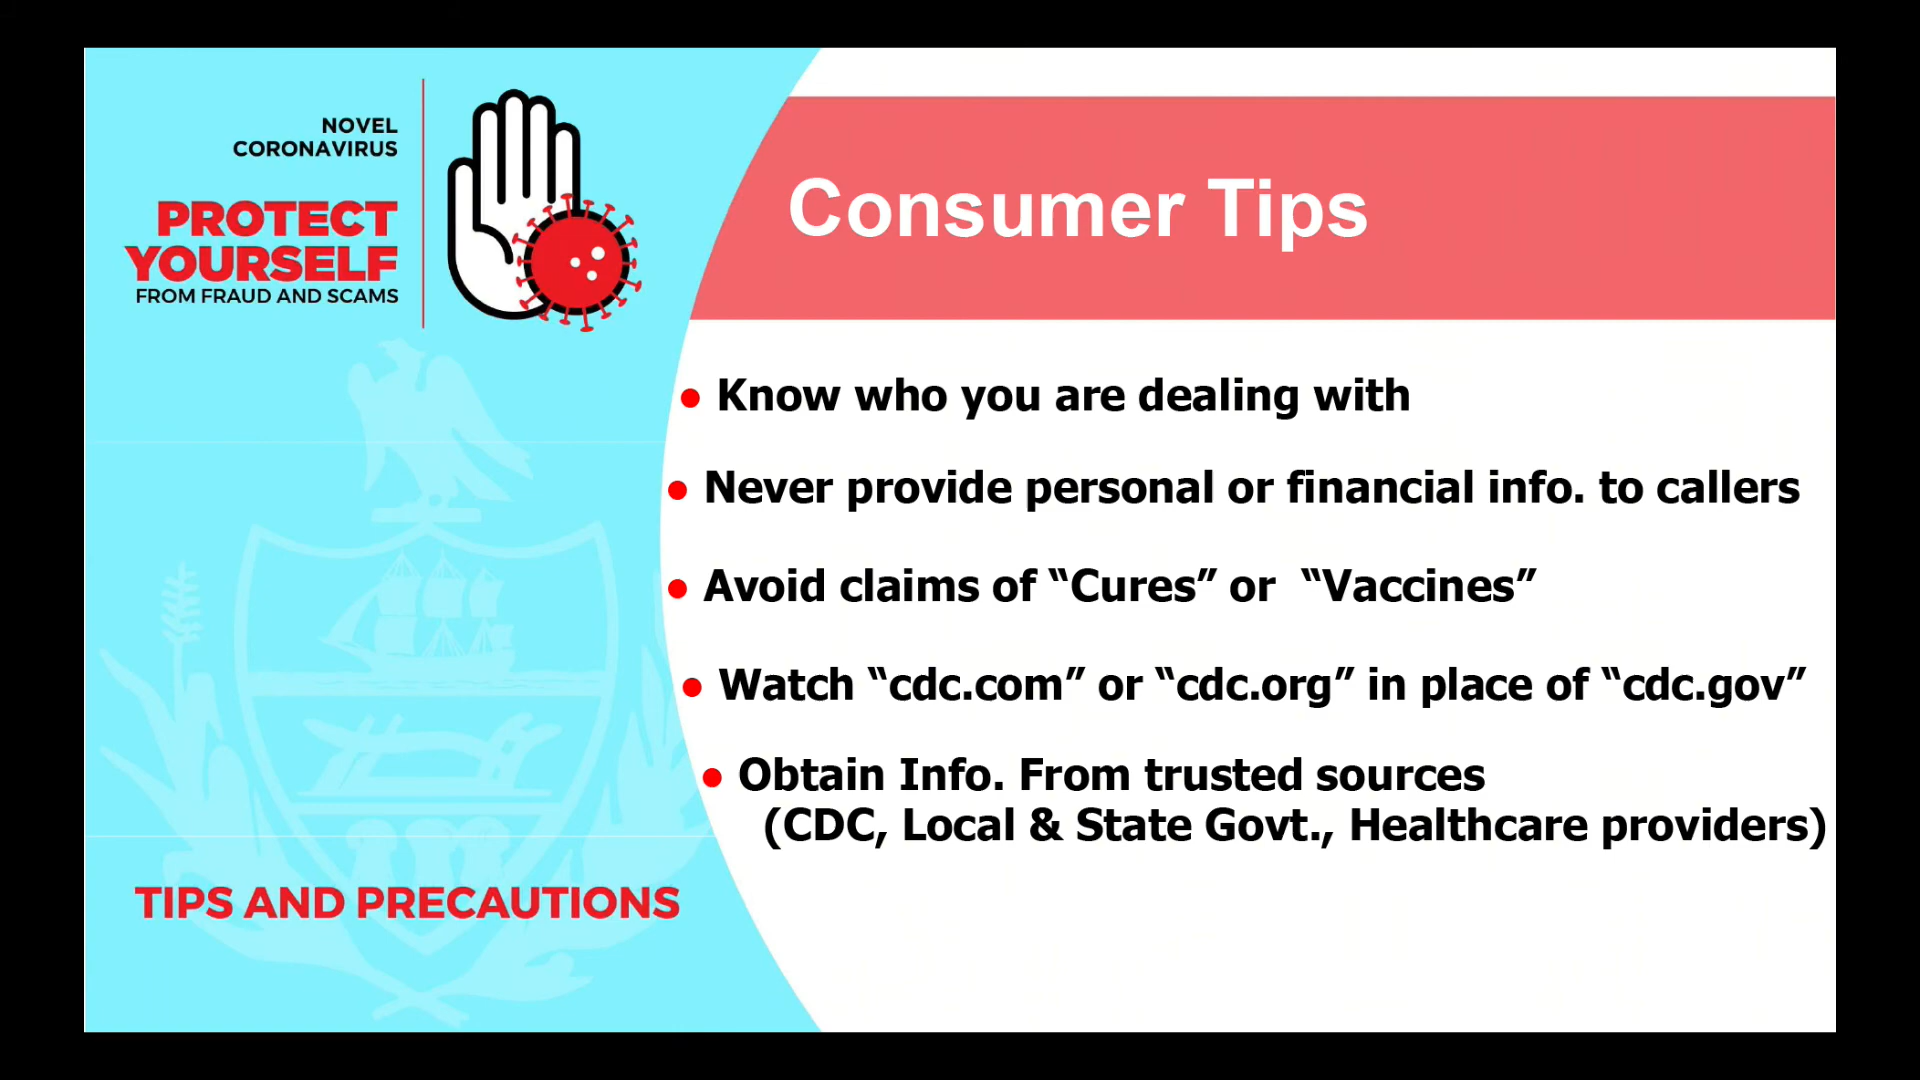 NOVEL
CORONAVIRUS
PROTECT
YOURSELF
FROM FRAUD AND SCAMS
Consumer Tips
• Know who you are dealing with
• Never provide personal or financial info. to callers
• Avoid claims of “Cures” or “Vaccines”
• Watch “cdc.com” or “cdc.org” in place of “cdc.gov”
• Obtain Info. From trusted sources
(CDC, Local & State Govt., Healthcare providers)
TIPS AND PRECAUTIONS